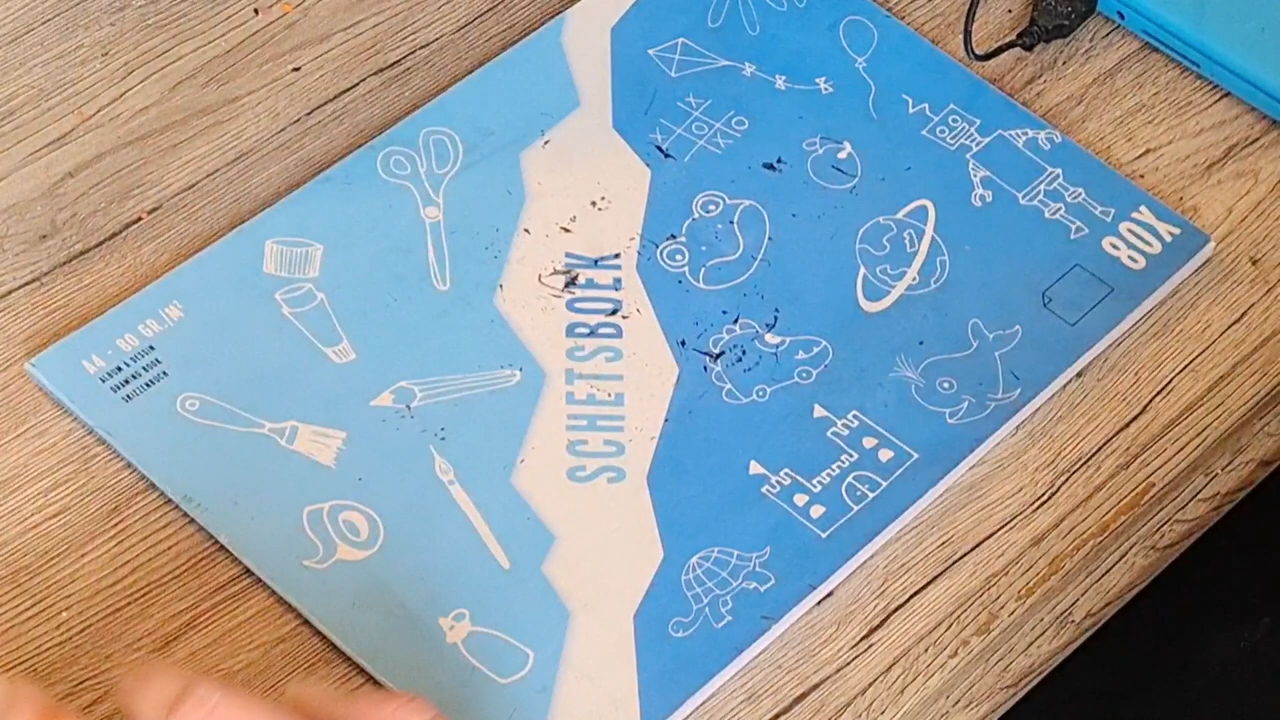 A4 - 80 GR./M²
ALBUM À DESSIN
DRAWING BOOK
SKIZZENBUCH
SCHETSBOEK
80X